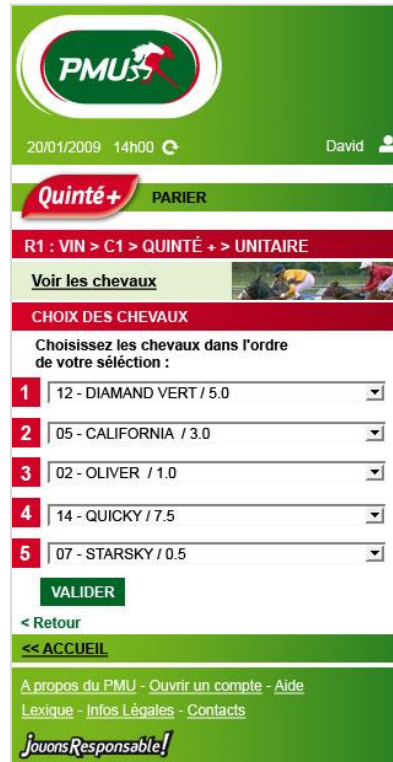 PMU
20/01/2009 14h00 David
Quinté+ PARIER
R1 : VIN > C1 > QUINTÉ + > UNITAIRE
Voir les chevaux
CHOIX DES CHEVAUX
Choisissez les chevaux dans l'ordre
de votre séléction :
1 12 - DIAMAND VERT / 5.0
2 05 - CALIFORNIA / 3.0
3 02 - OLIVER / 1.0
4 14 - QUICKY / 7.5
5 07 - STARSKY / 0.5
VALIDER
< Retour
<< ACCUEIL
A propos du PMU - Ouvrir un compte - Aide
Lexique - Infos Légales - Contacts
jouons Responsable!